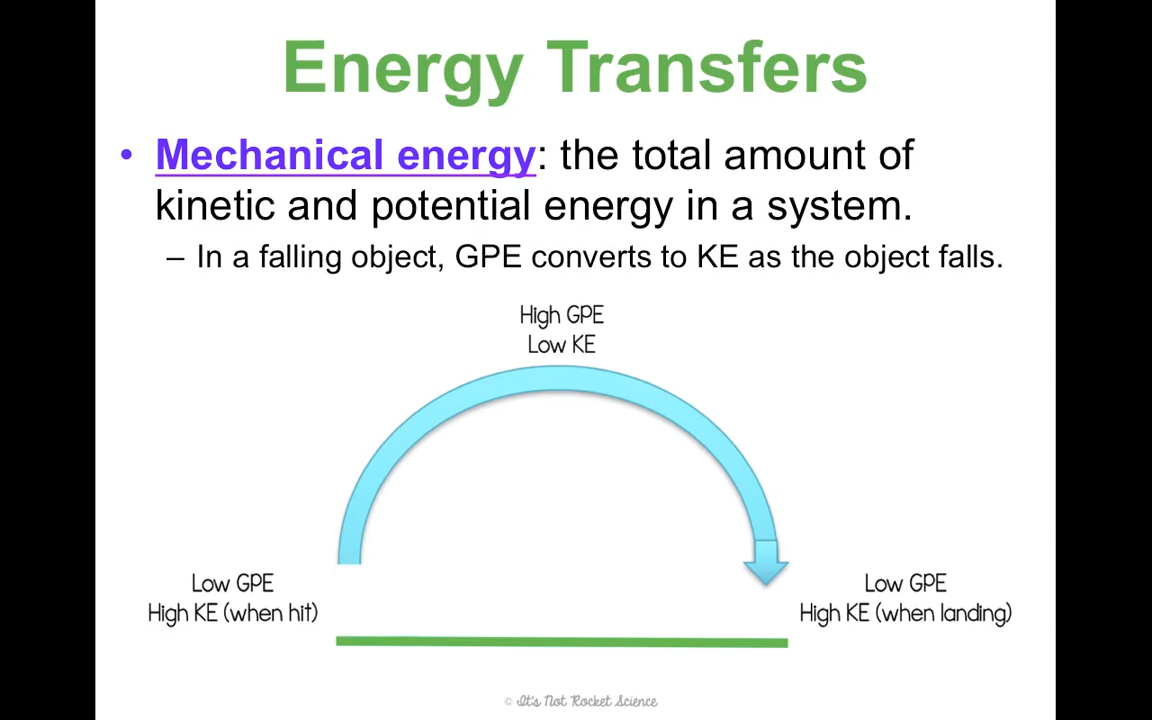 Energy Transfers
• Mechanical energy: the total amount of
kinetic and potential energy in a system.
– In a falling object, GPE converts to KE as the object falls.
High GPE
Low KE
Low GPE
High KE (when hit)
Low GPE
High KE (when landing)
© It's Not Rocket Science